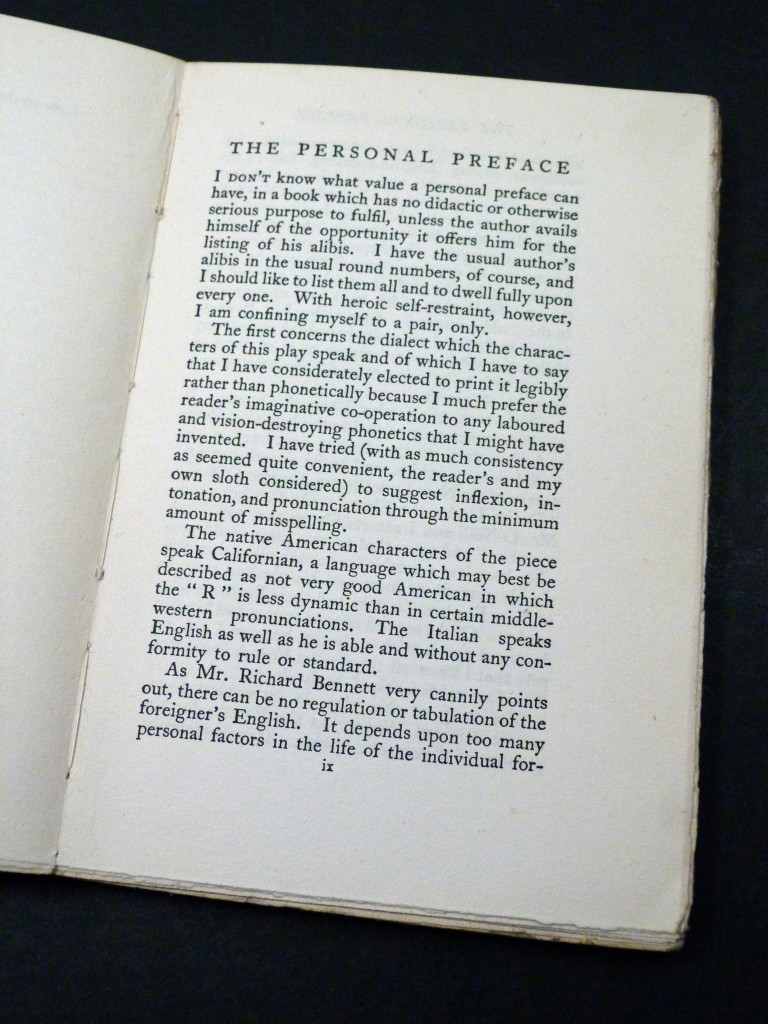 THE PERSONAL PREFACE
I DON'T know what value a personal preface can
have, in a book which has no didactic or otherwise
serious purpose to fulfil, unless the author avails
himself of the opportunity it offers him for the
listing of his alibis. I have the usual author's
alibis in the usual round numbers, of course, and
I should like to list them all and to dwell fully upon
every one. With heroic self-restraint, however,
I am confining myself to a pair, only.
The first concerns the dialect which the charac-
ters of this play speak and of which I have to say
that I have considerately elected to print it legibly
rather than phonetically because I much prefer the
reader's imaginative co-operation to any laboured
and vision-destroying phonetics that I might have
invented. I have tried (with as much consistency
as seemed quite convenient, the reader's and my
own sloth considered) to suggest inflexion, in-
tonation, and pronunciation through the minimum
amount of misspelling.
The native American characters of the piece
speak Californian, a language which may best be
described as not very good American in which
the " R " is less dynamic than in certain middle-
western pronunciations. The Italian speaks
English as well as he is able and without any con-
formity to rule or standard.
As Mr. Richard Bennett very cannily points
out, there can be no regulation or tabulation of the
foreigner's English. It depends upon too many
personal factors in the life of the individual for-
ix